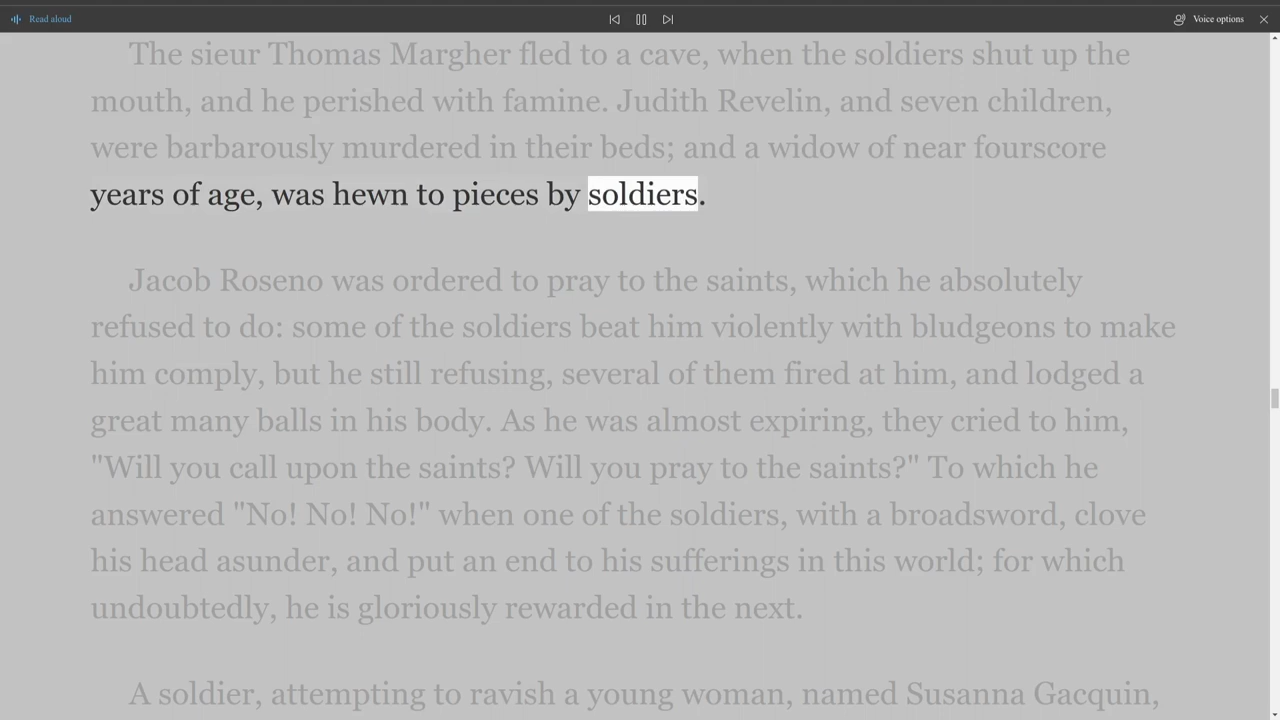 Read aloud
Voice options
The sieur Thomas Margher fled to a cave, when the soldiers shut up the
mouth, and he perished with famine. Judith Revelin, and seven children,
were barbarously murdered in their beds; and a widow of near fourscore
years of age, was hewn to pieces by soldiers.
Jacob Roseno was ordered to pray to the saints, which he absolutely
refused to do: some of the soldiers beat him violently with bludgeons to make
him comply, but he still refusing, several of them fired at him, and lodged a
great many balls in his body. As he was almost expiring, they cried to him,
"Will you call upon the saints? Will you pray to the saints?" To which he
answered "No! No! No!" when one of the soldiers, with a broadsword, clove
his head asunder, and put an end to his sufferings in this world; for which
undoubtedly, he is gloriously rewarded in the next.
A soldier, attempting to ravish a young woman, named Susanna Gacquin,